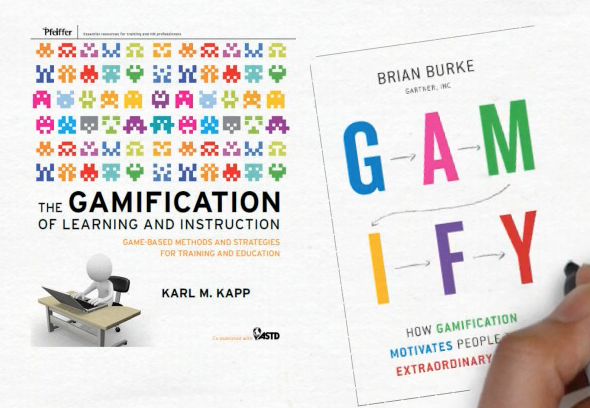 Pfeiffer
Essential resources for training and HR professionals
THE GAMIFICATION
OF LEARNING AND INSTRUCTION
GAME-BASED METHODS AND STRATEGIES
FOR TRAINING AND EDUCATION
KARL M. KAPP
Co-published with ASTD
BRIAN BURKE
GARTNER, INC
G A M
I F Y
HOW GAMIFICATION
MOTIVATES PEOPLE
EXTRAORDINARY